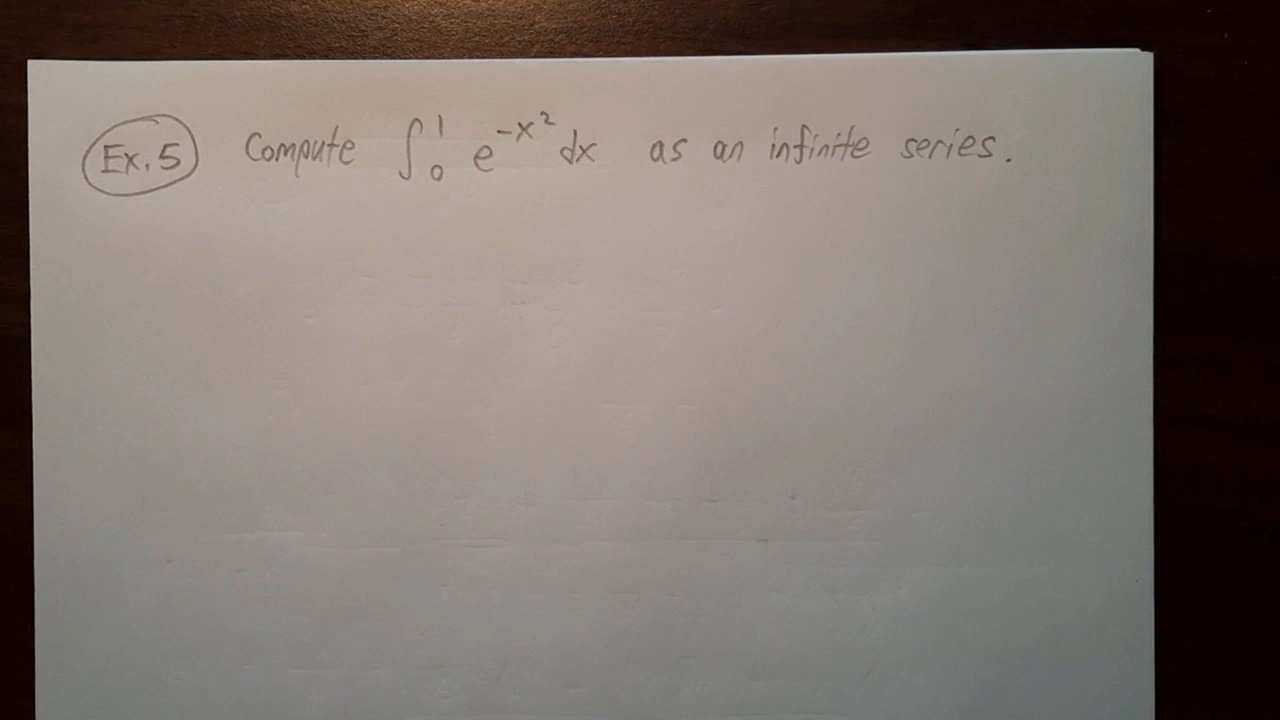 Ex. 5 Compute ∫₀¹ e^{-x²} dx as an infinite series.